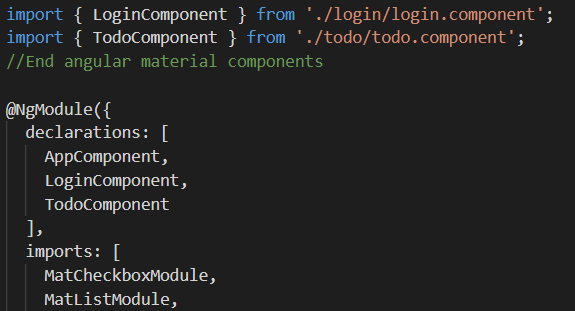 import { LoginComponent } from './login/login.component';
import { TodoComponent } from './todo/todo.component';
//End angular material components
@NgModule({
  declarations: [
    AppComponent,
    LoginComponent,
    TodoComponent
  ],
  imports: [
    MatCheckboxModule,
    MatListModule,